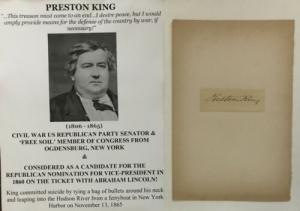 PRESTON KING
"...This treason must come to an end...I desire peace, but I would
amply provide means for the defense of the country by war, if
necessary!"
(1806 - 1865)
CIVIL WAR US REPUBLICAN PARTY SENATOR &
'FREE SOIL' MEMBER OF CONGRESS FROM
OGDENSBURG, NEW YORK
&
CONSIDERED AS A CANDIDATE FOR THE
REPUBLICAN NOMINATION FOR VICE-PRESIDENT IN
1860 ON THE TICKET WITH ABRAHAM LINCOLN!
King committed suicide by tying a bag of bullets around his neck
and leaping into the Hudson River from a ferryboat in New York
Harbor on November 13, 1865
Preston King